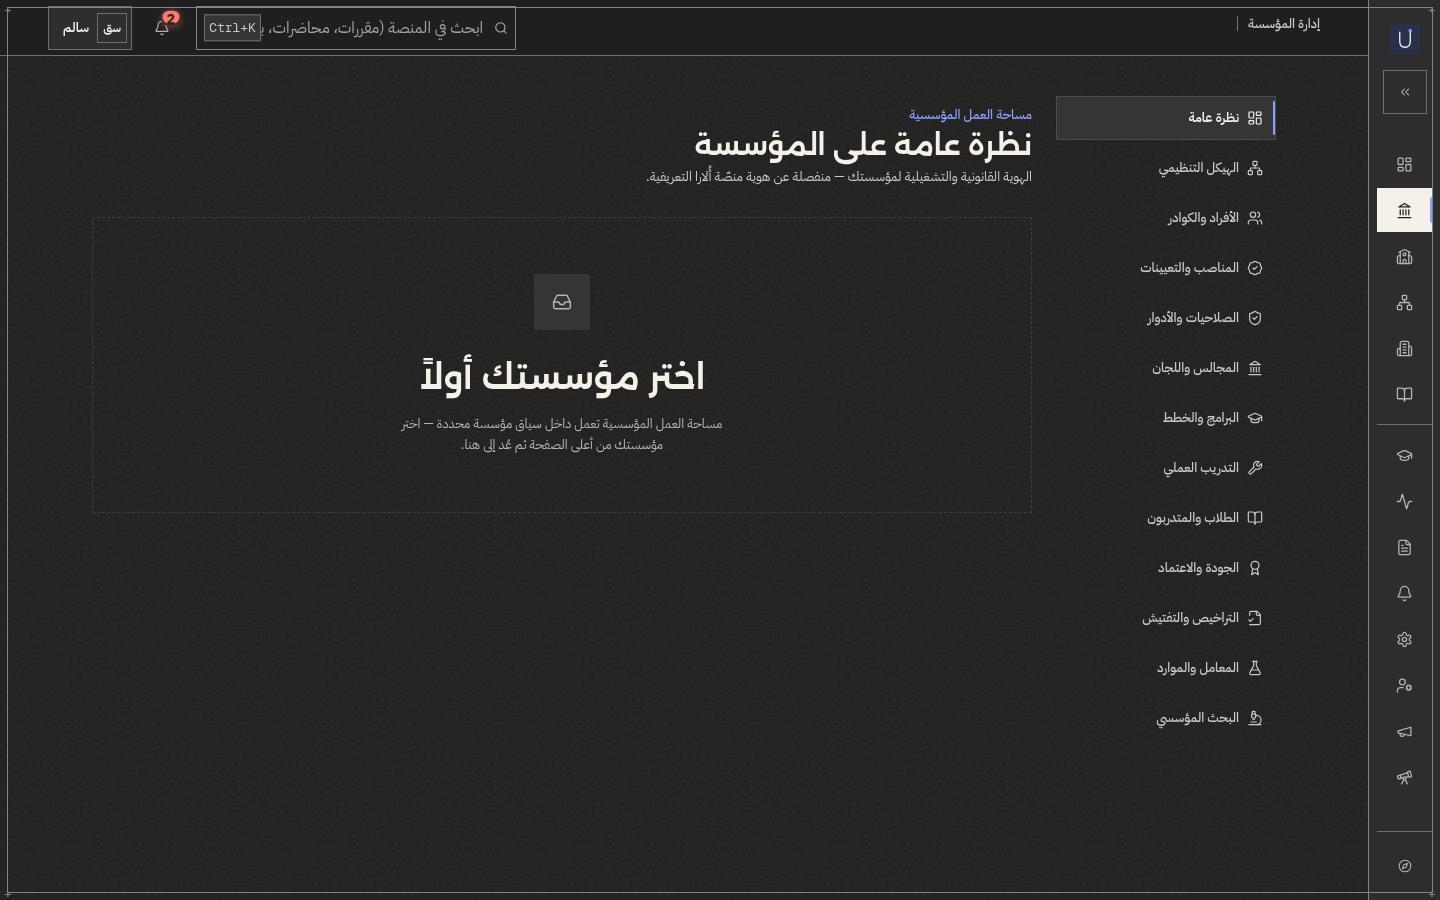 إدارة المؤسسة
ابحث في المنصة (مقررات، محاضرات، ب
Ctrl+K
2
سق
سالم
نظرة عامة
الهيكل التنظيمي
الأفراد والكوادر
المناصب والتعيينات
الصلاحيات والأدوار
المجالس واللجان
البرامج والخطط
التدريب العملي
الطلاب والمتدربون
الجودة والاعتماد
التراخيص والتفتيش
المعامل والموارد
البحث المؤسسي
مساحة العمل المؤسسية
نظرة عامة على المؤسسة
الهوية القانونية والتشغيلية لمؤسستك — منفصلة عن هوية منصّة ألارا التعريفية.
اختر مؤسستك أولاً
مساحة العمل المؤسسية تعمل داخل سياق مؤسسة محددة — اختر
مؤسستك من أعلى الصفحة ثم عُد إلى هنا.